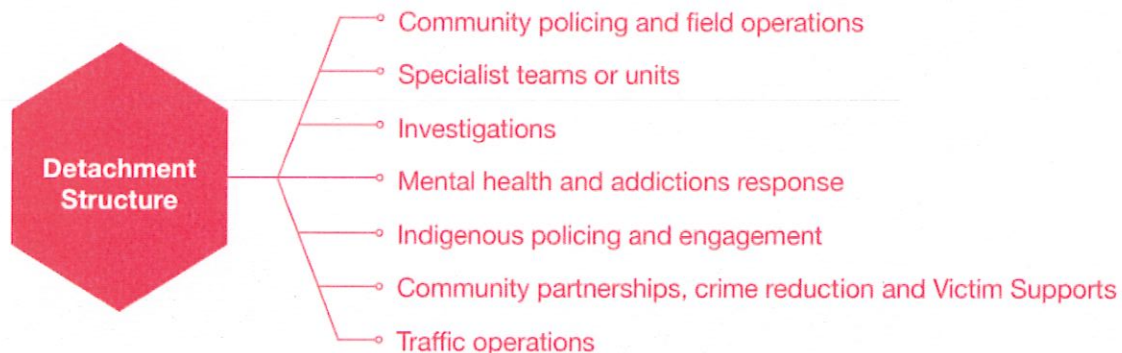 Detachment
Structure
Community policing and field operations
Specialist teams or units
Investigations
Mental health and addictions response
Indigenous policing and engagement
Community partnerships, crime reduction and Victim Supports
Traffic operations